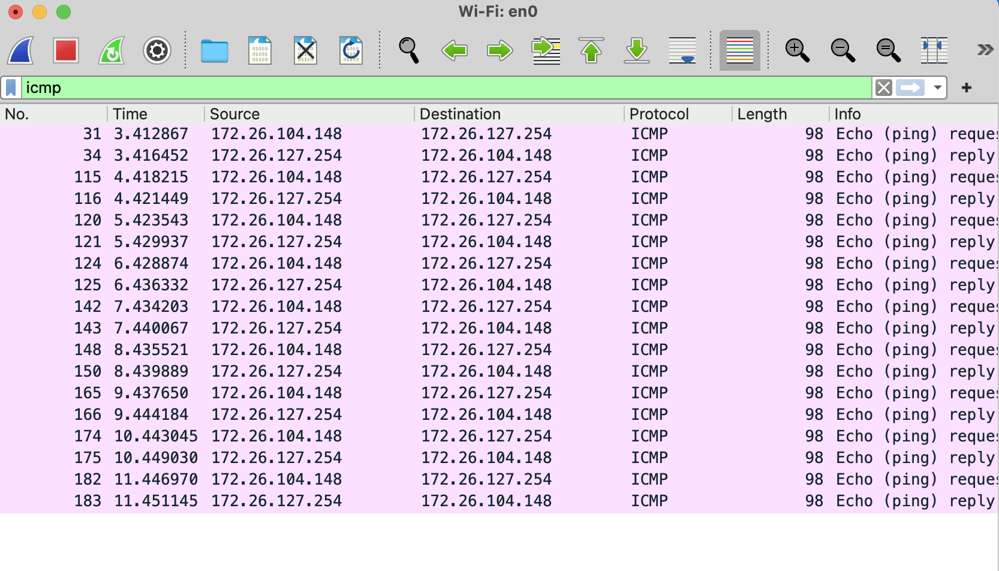 Wi-Fi: en0
icmp
No. Time Source Destination Protocol Length Info
31 3.412867 172.26.104.148 172.26.127.254 ICMP 98 Echo (ping) reques
34 3.416452 172.26.127.254 172.26.104.148 ICMP 98 Echo (ping) reply
115 4.418215 172.26.104.148 172.26.127.254 ICMP 98 Echo (ping) reques
116 4.421449 172.26.127.254 172.26.104.148 ICMP 98 Echo (ping) reply
120 5.423543 172.26.104.148 172.26.127.254 ICMP 98 Echo (ping) reques
121 5.429937 172.26.127.254 172.26.104.148 ICMP 98 Echo (ping) reply
124 6.428874 172.26.104.148 172.26.127.254 ICMP 98 Echo (ping) reques
125 6.436332 172.26.127.254 172.26.104.148 ICMP 98 Echo (ping) reply
142 7.434203 172.26.104.148 172.26.127.254 ICMP 98 Echo (ping) reques
143 7.440067 172.26.127.254 172.26.104.148 ICMP 98 Echo (ping) reply
148 8.435521 172.26.104.148 172.26.127.254 ICMP 98 Echo (ping) reques
150 8.439889 172.26.127.254 172.26.104.148 ICMP 98 Echo (ping) reply
165 9.437650 172.26.104.148 172.26.127.254 ICMP 98 Echo (ping) reques
166 9.444184 172.26.127.254 172.26.104.148 ICMP 98 Echo (ping) reply
174 10.443045 172.26.104.148 172.26.127.254 ICMP 98 Echo (ping) reques
175 10.449030 172.26.127.254 172.26.104.148 ICMP 98 Echo (ping) reply
182 11.446970 172.26.104.148 172.26.127.254 ICMP 98 Echo (ping) reques
183 11.451145 172.26.127.254 172.26.104.148 ICMP 98 Echo (ping) reply